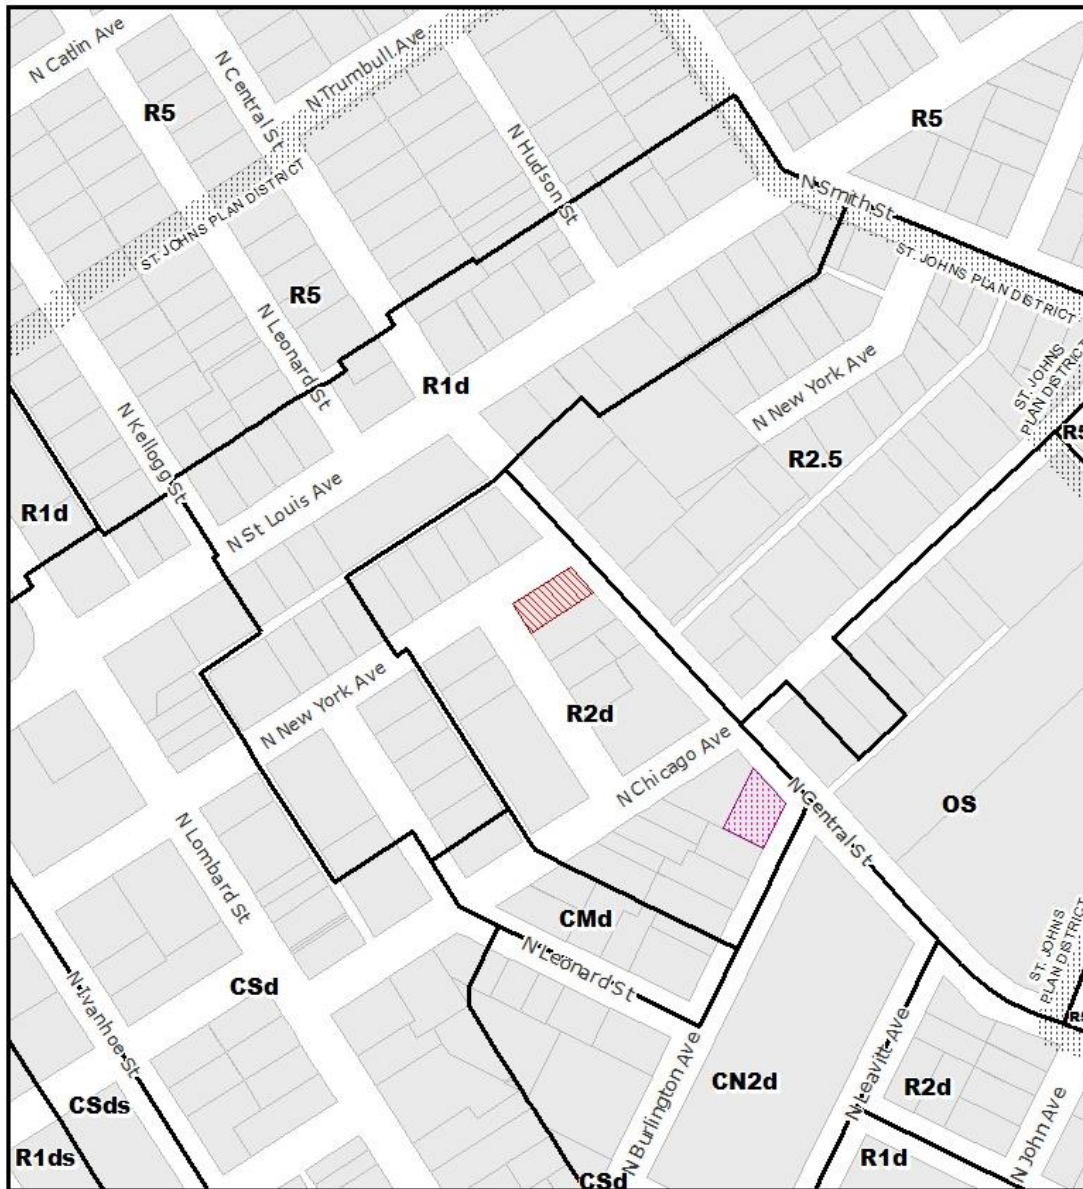 N Catlin Ave
N Central St
N Trumbull Ave
R5
R5
N Hudson St
ST. JOHNS PLAN DISTRICT
N Smith St
ST. JOHNS PLAN DISTRICT
R5
N Leonard St
R1d
N New York Ave
ST. JOHNS
PLAN DISTRICT
R5
N Kellogg St
R2.5
R1d
N St Louis Ave
N New York Ave
R2d
N Chicago Ave
OS
N Central St
N Lombard St
CMd
N Leonard St
ST. JOHNS
PLAN DISTRICT
CSd
N Ivanhoe St
R5
N Burlington Ave
CN2d
N Leavitt Ave
R2d
CSds
N John Ave
R1ds
R1d
CSd